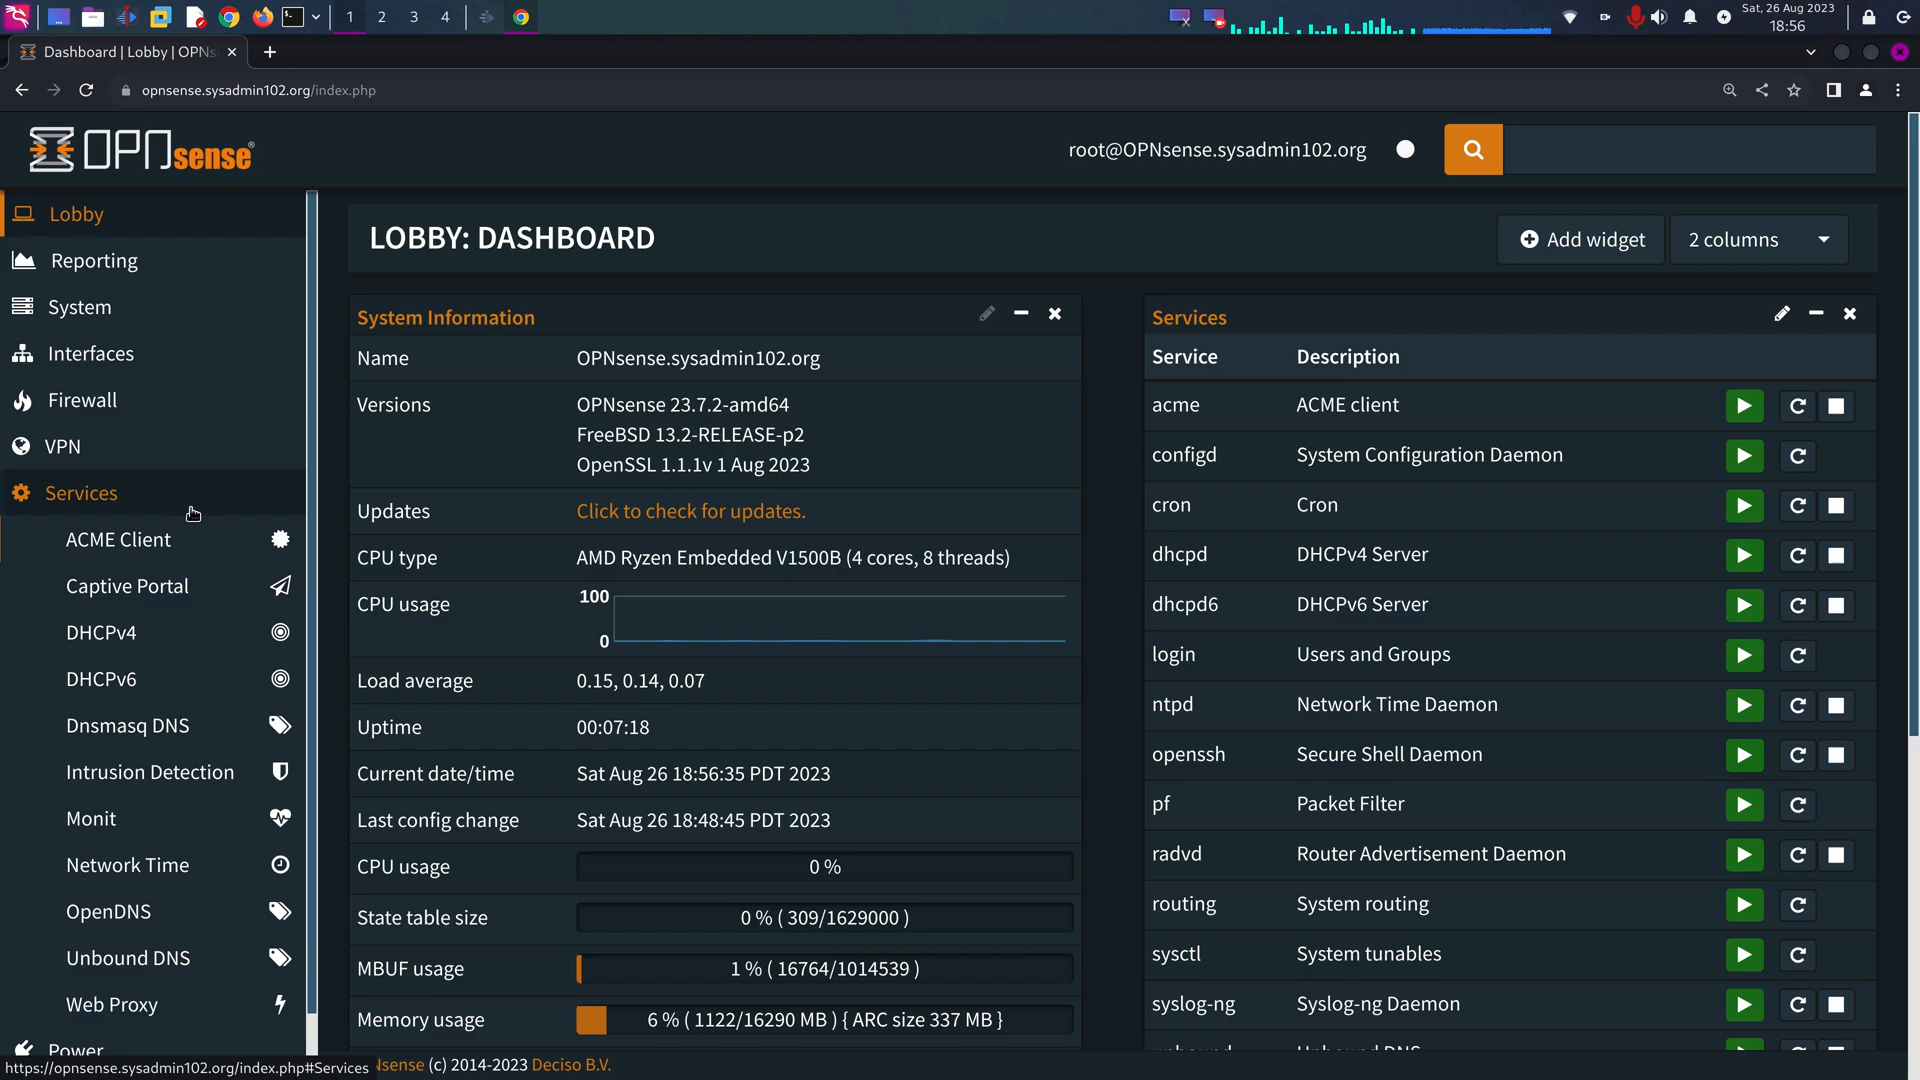 1 2 3 4
Sat, 26 Aug 2023
18:56
Dashboard | Lobby | OPNs
opnsense.sysadmin102.org/index.php
OPNsense®
root@OPNsense.sysadmin102.org
Lobby
Reporting
System
Interfaces
Firewall
VPN
Services
ACME Client
Captive Portal
DHCPv4
DHCPv6
Dnsmasq DNS
Intrusion Detection
Monit
Network Time
OpenDNS
Unbound DNS
Web Proxy
Power
LOBBY: DASHBOARD
Add widget
2 columns
System Information
Name OPNsense.sysadmin102.org
Versions OPNsense 23.7.2-amd64
FreeBSD 13.2-RELEASE-p2
OpenSSL 1.1.1v 1 Aug 2023
Updates Click to check for updates.
CPU type AMD Ryzen Embedded V1500B (4 cores, 8 threads)
CPU usage 100
0
Load average 0.15, 0.14, 0.07
Uptime 00:07:18
Current date/time Sat Aug 26 18:56:35 PDT 2023
Last config change Sat Aug 26 18:48:45 PDT 2023
CPU usage 0 %
State table size 0 % ( 309/1629000 )
MBUF usage 1 % ( 16764/1014539 )
Memory usage 6 % ( 1122/16290 MB ) { ARC size 337 MB }
Services
Service Description
acme ACME client
configd System Configuration Daemon
cron Cron
dhcpd DHCPv4 Server
dhcpd6 DHCPv6 Server
login Users and Groups
ntpd Network Time Daemon
openssh Secure Shell Daemon
pf Packet Filter
radvd Router Advertisement Daemon
routing System routing
sysctl System tunables
syslog-ng Syslog-ng Daemon
unbound Unbound DNS
https://opnsense.sysadmin102.org/index.php#Services
Nsense (c) 2014-2023 Deciso B.V.